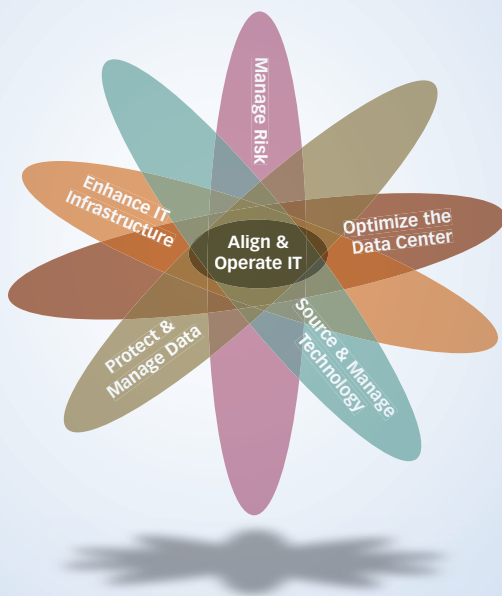 Manage Risk
Enhance IT
Infrastructure
Optimize the
Data Center
Align &
Operate IT
Protect &
Manage Data
Source & Manage
Technology